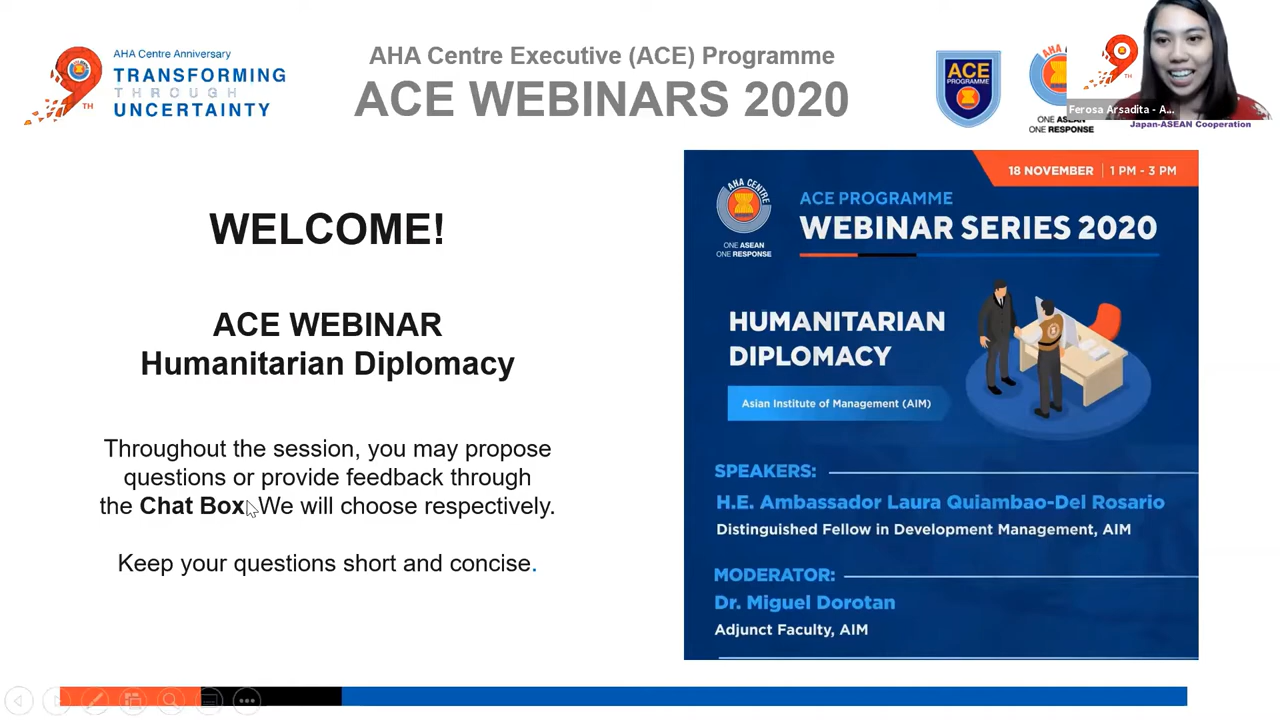 AHA Centre Anniversary
TRANSFORMING
THROUGH
UNCERTAINTY
9TH
AHA Centre Executive (ACE) Programme
ACE WEBINARS 2020
ACE
PROGRAMME
AHA
ONE ASEAN
ONE RESPONSE
TH
Ferosa Arsadita - A...
Japan-ASEAN Cooperation
WELCOME!
ACE WEBINAR
Humanitarian Diplomacy
Throughout the session, you may propose
questions or provide feedback through
the Chat Box. We will choose respectively.
Keep your questions short and concise.
18 NOVEMBER | 1 PM - 3 PM
AHA CENTRE
ONE ASEAN
ONE RESPONSE
ACE PROGRAMME
WEBINAR SERIES 2020
HUMANITARIAN
DIPLOMACY
Asian Institute of Management (AIM)
SPEAKERS:
H.E. Ambassador Laura Quiambao-Del Rosario
Distinguished Fellow in Development Management, AIM
MODERATOR:
Dr. Miguel Dorotan
Adjunct Faculty, AIM